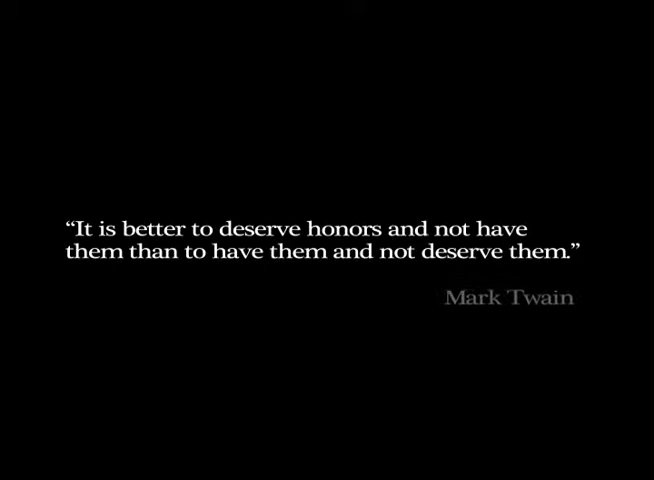 “It is better to deserve honors and not have
them than to have them and not deserve them.”
Mark Twain